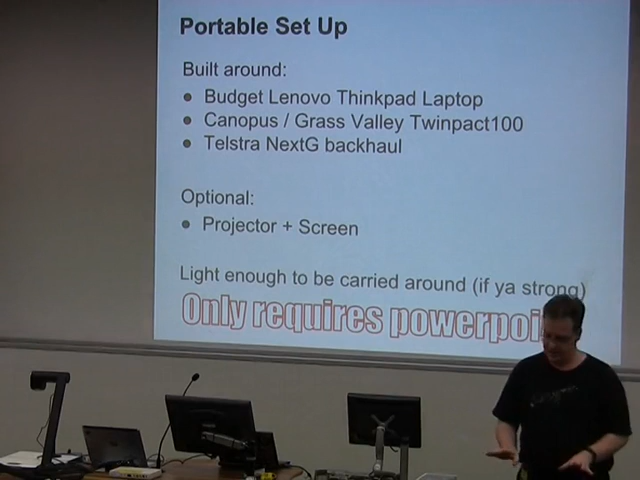 Portable Set Up
Built around:
● Budget Lenovo Thinkpad Laptop
● Canopus / Grass Valley Twinpact100
● Telstra NextG backhaul
Optional:
● Projector + Screen
Light enough to be carried around (if ya strong)
Only requires powerpoi